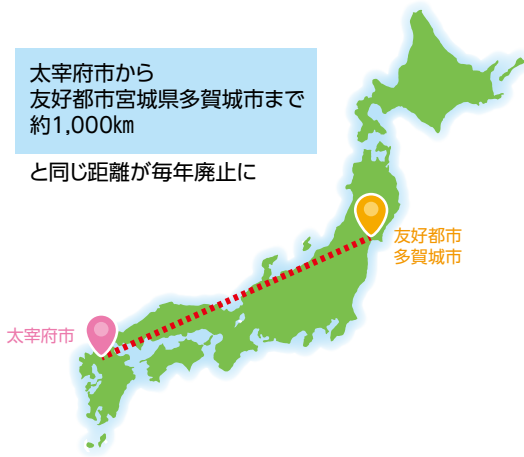 太宰府市から
友好都市宮城県多賀城市まで
約1,000km
と同じ距離が毎年廃止に
友好都市
多賀城市
太宰府市